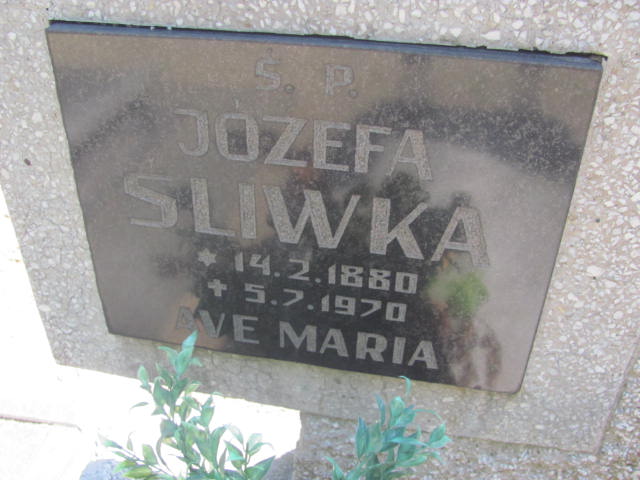 Ś. P.
JÓZEFA
SLIWKA
* 14.2.1880
+ 5.7.1970
AVE MARIA